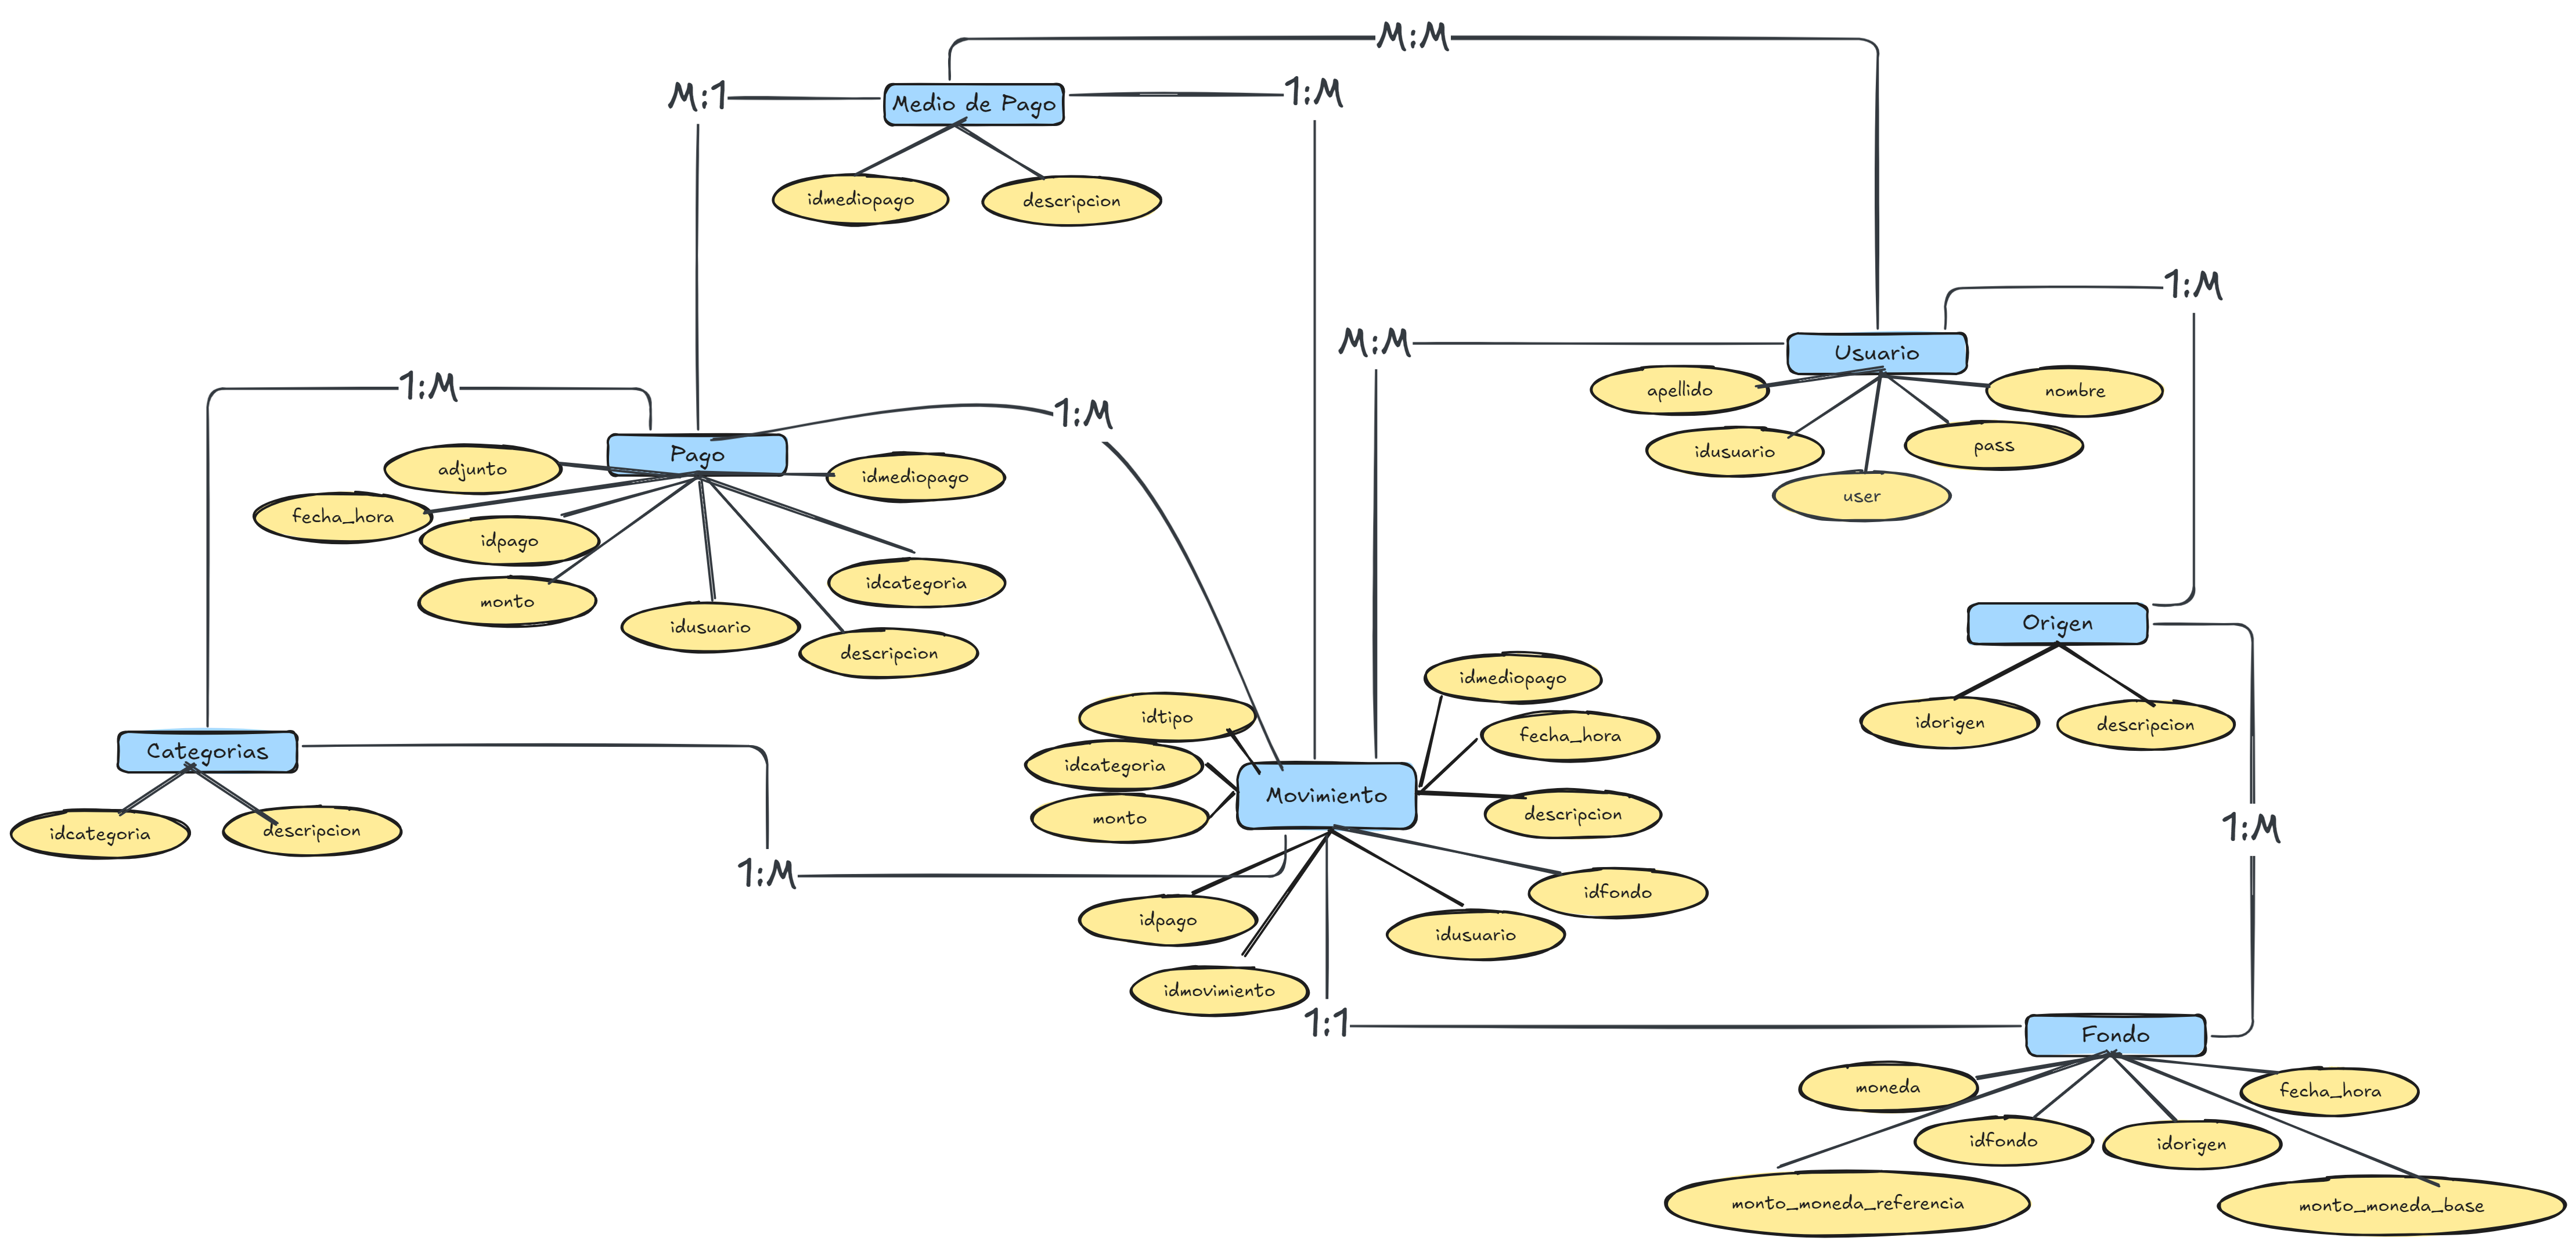 M:M
M:1
Medio de Pago
1:M
idmediopago
descripcion
1:M
M:M
Usuario
apellido
nombre
idusuario
pass
user
1:M
1:M
Pago
adjunto
idmediopago
fecha_hora
idpago
idcategoria
monto
idusuario
descripcion
Origen
idorigen
descripcion
idmediopago
idtipo
fecha_hora
Categorias
idcategoria
Movimiento
monto
descripcion
idcategoria
descripcion
1:M
1:M
idfondo
idpago
idusuario
idmovimiento
1:1
Fondo
moneda
fecha_hora
idfondo
idorigen
monto_moneda_referencia
monto_moneda_base